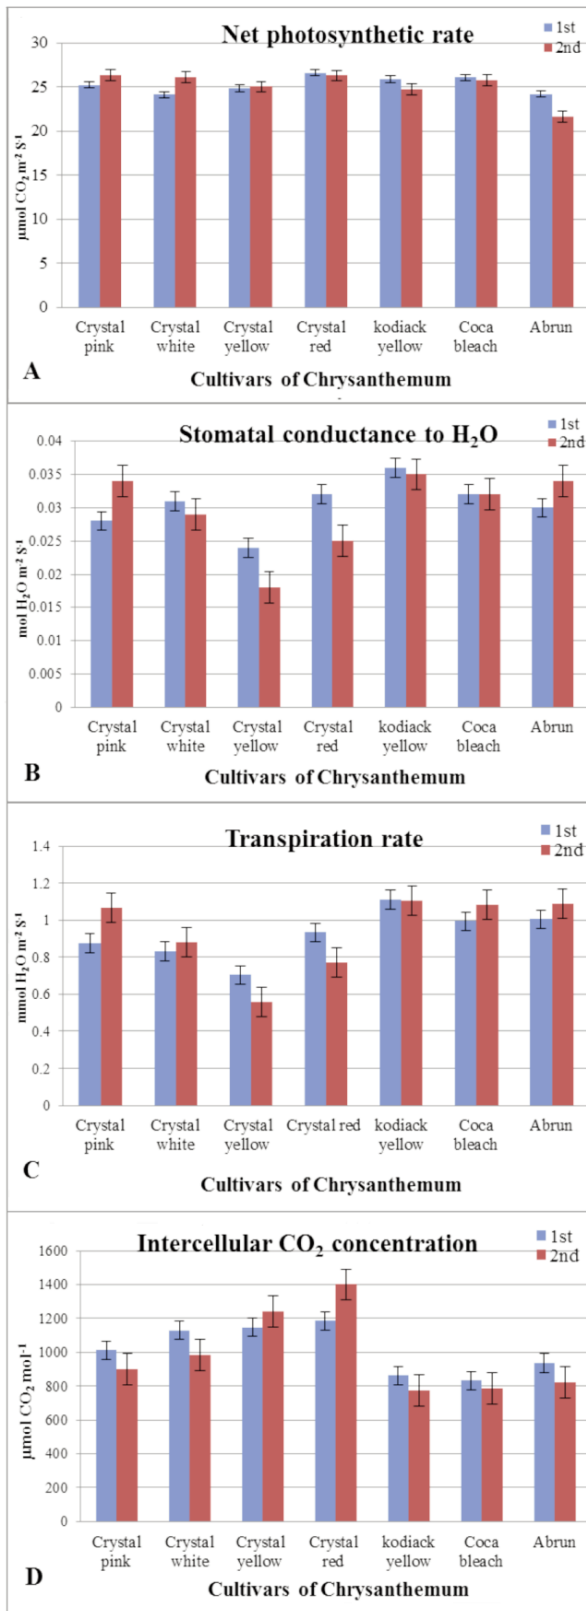 Net photosynthetic rate
1st
2nd
30
25
20
15
10
5
0
µmol CO₂ m⁻² S⁻¹
Crystal pink
Crystal white
Crystal yellow
Crystal red
kodiack yellow
Coca bleach
Abrun
A
Cultivars of Chrysanthemum
Stomatal conductance to H₂O
1st
2nd
0.04
0.035
0.03
0.025
0.02
0.015
0.01
0.005
0
mol H₂O m⁻² S⁻¹
Crystal pink
Crystal white
Crystal yellow
Crystal red
kodiack yellow
Coca bleach
Abrun
B
Cultivars of Chrysanthemum
Transpiration rate
1st
2nd
1.4
1.2
1
0.8
0.6
0.4
0.2
0
mmol H₂O m⁻² S⁻¹
Crystal pink
Crystal white
Crystal yellow
Crystal red
kodiack yellow
Coca bleach
Abrun
C
Cultivars of Chrysanthemum
Intercellular CO₂ concentration
1st
2nd
1600
1400
1200
1000
800
600
400
200
0
µmol CO₂ mol⁻¹
Crystal pink
Crystal white
Crystal yellow
Crystal red
kodiack yellow
Coca bleach
Abrun
D
Cultivars of Chrysanthemum